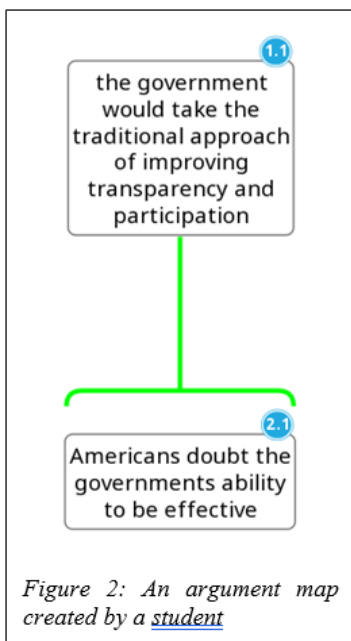 1.1
the government
would take the
traditional approach
of improving
transparency and
participation
2.1
Americans doubt the
governments ability
to be effective
Figure 2: An argument map
created by a student